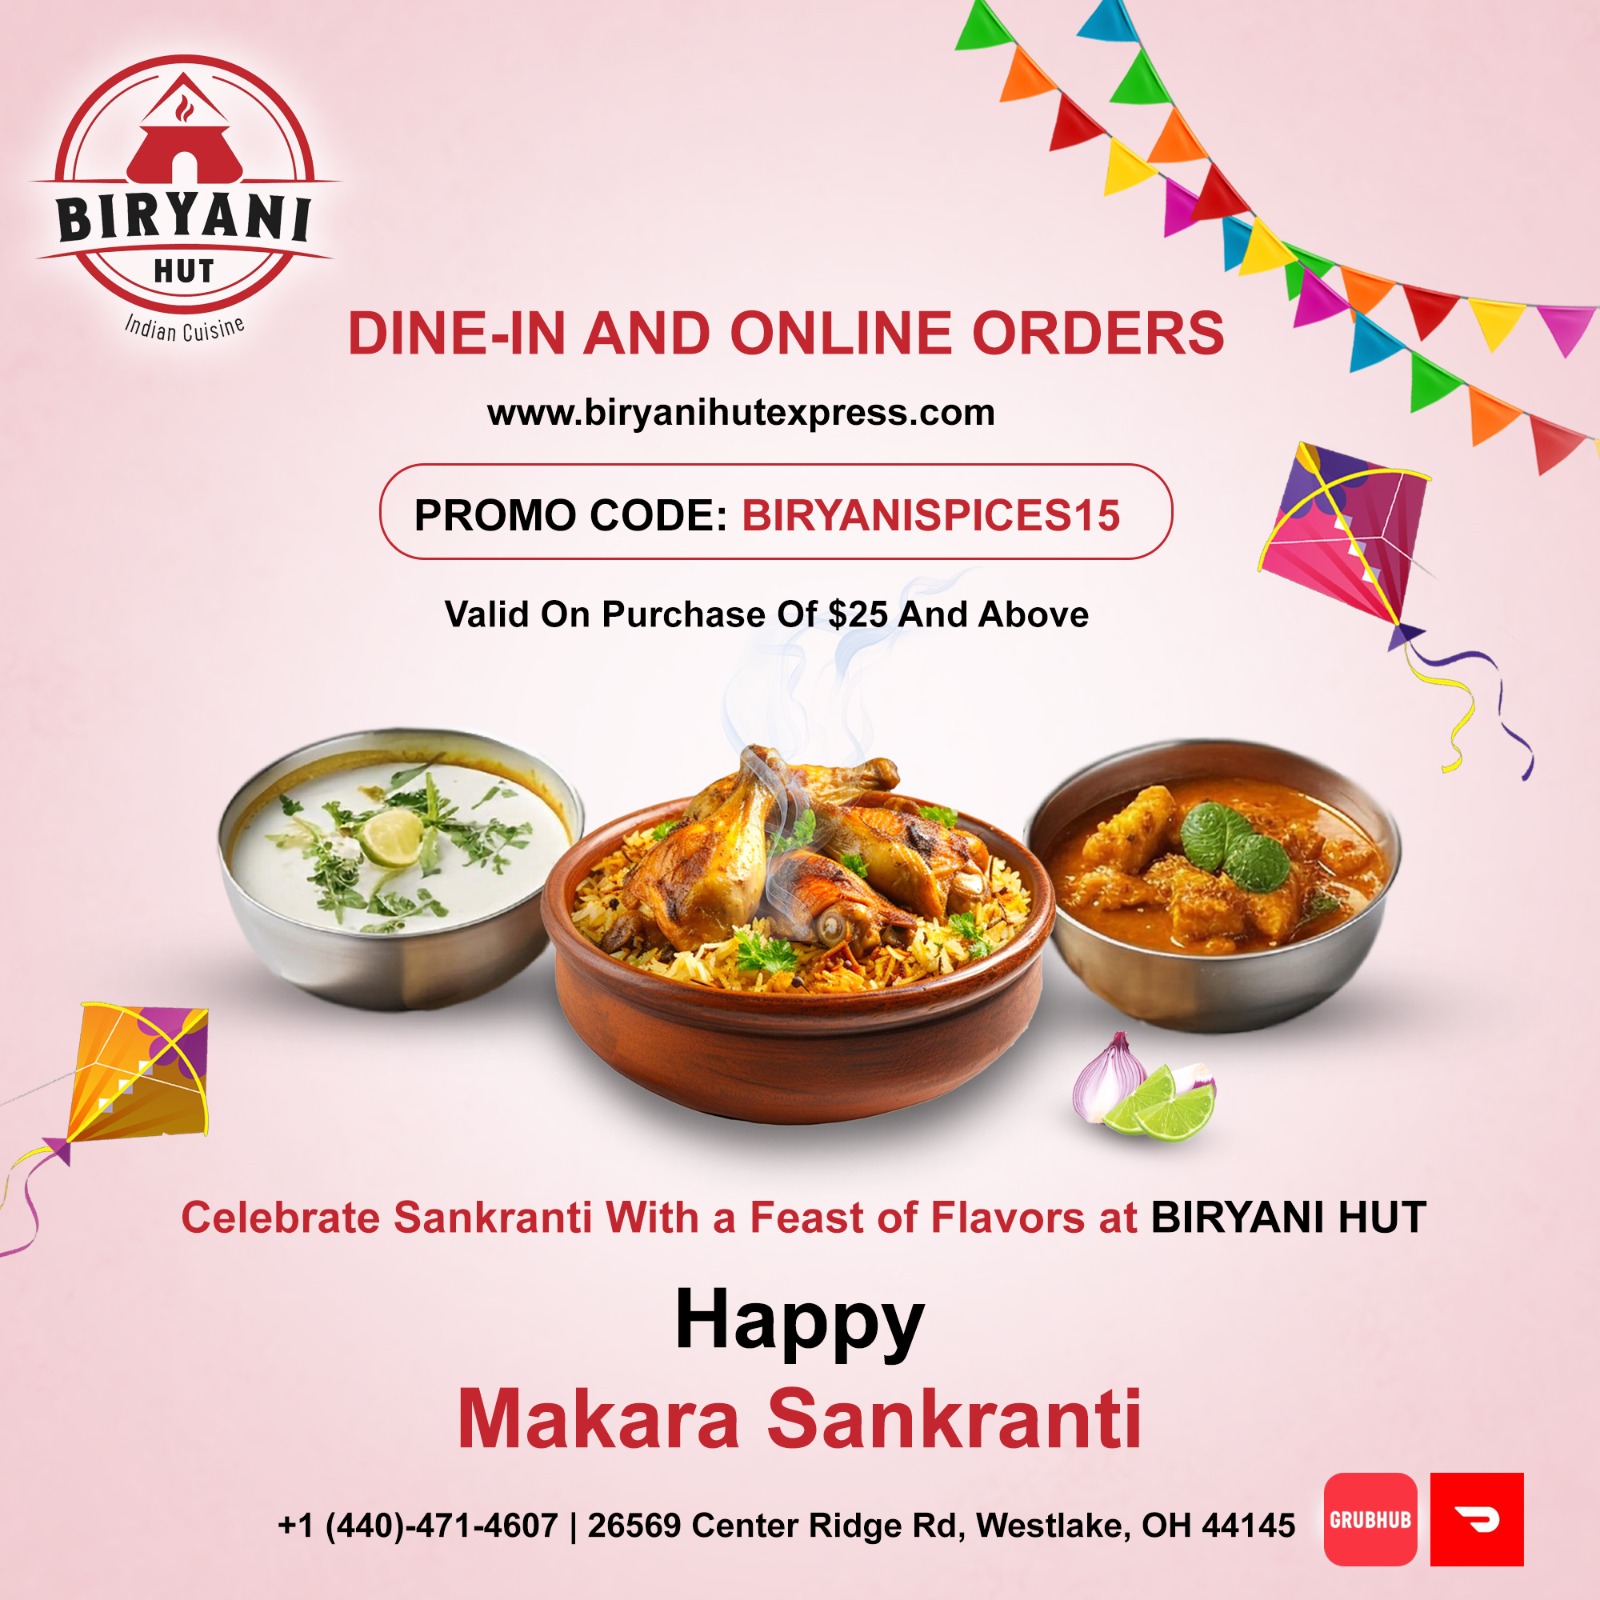 BIRYANI
HUT
Indian Cuisine
DINE-IN AND ONLINE ORDERS
www.biryanihutexpress.com
PROMO CODE: BIRYANISPICES15
Valid On Purchase Of $25 And Above
Celebrate Sankranti With a Feast of Flavors at BIRYANI HUT
Happy
Makara Sankranti
+1 (440)-471-4607 | 26569 Center Ridge Rd, Westlake, OH 44145
GRUBHUB